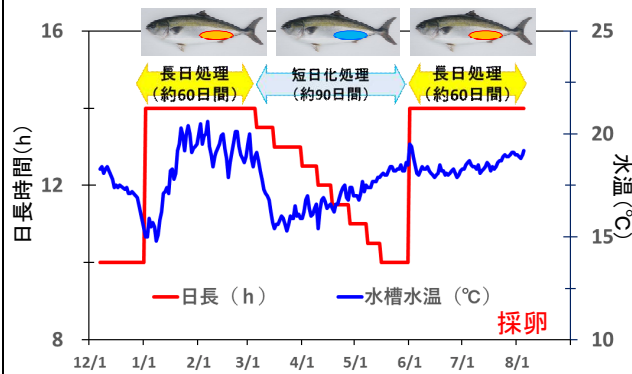 長日処理
(約60日間)
短日化処理
(約90日間)
長日処理
(約60日間)
16
12
8
日長時間(h)
25
20
15
10
水温(℃)
日長（h）
水槽水温（℃）
採卵
12/1 1/1 2/1 3/1 4/1 5/1 6/1 7/1 8/1